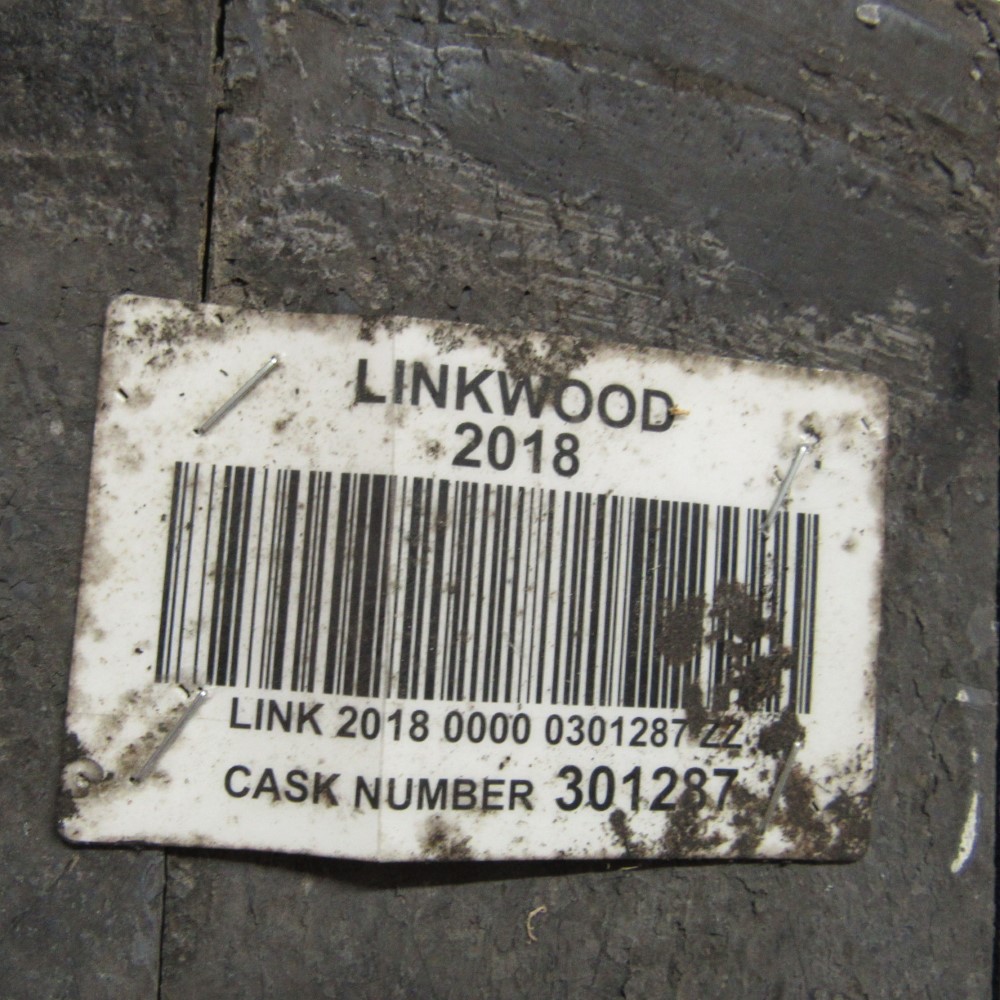 LINKWOOD
2018
LINK 2018 0000 0301287 ZZ
CASK NUMBER 301287